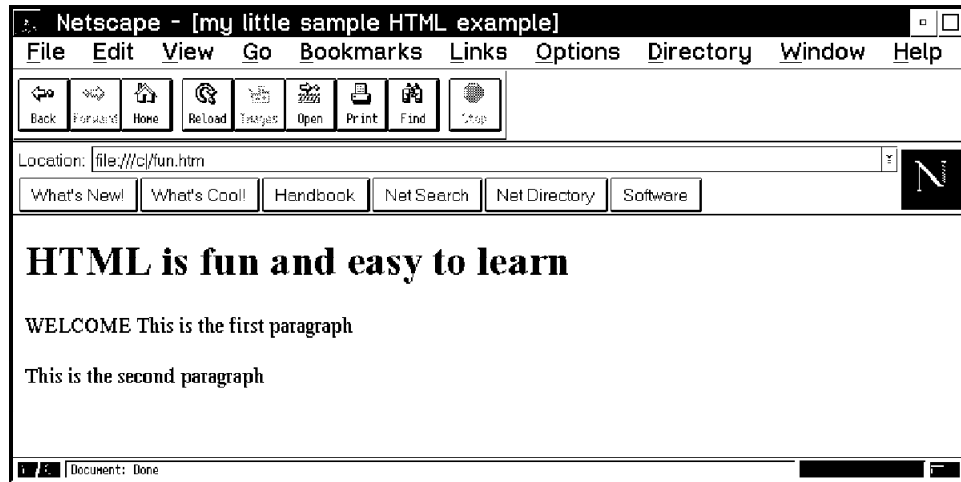 Netscape - [my little sample HTML example]
File Edit View Go Bookmarks Links Options Directory Window Help
Back Forward Home Reload Images Open Print Find Stop
Location: file:///c|/fun.htm
N
What's New! What's Cool! Handbook Net Search Net Directory Software
HTML is fun and easy to learn
WELCOME This is the first paragraph
This is the second paragraph
Document: Done